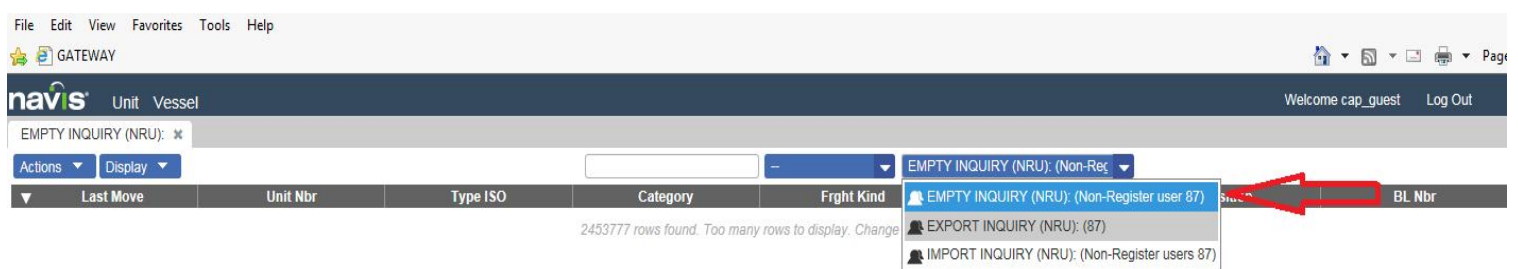 File Edit View Favorites Tools Help
GATEWAY
Page
navis Unit Vessel
Welcome cap_guest Log Out
EMPTY INQUIRY (NRU):
Actions Display -- EMPTY INQUIRY (NRU): (Non-Reg
Last Move Unit Nbr Type ISO Category Frght Kind BL Nbr
EMPTY INQUIRY (NRU): (Non-Register user 87)
2453777 rows found. Too many rows to display. Change
EXPORT INQUIRY (NRU): (87)
IMPORT INQUIRY (NRU): (Non-Register users 87)